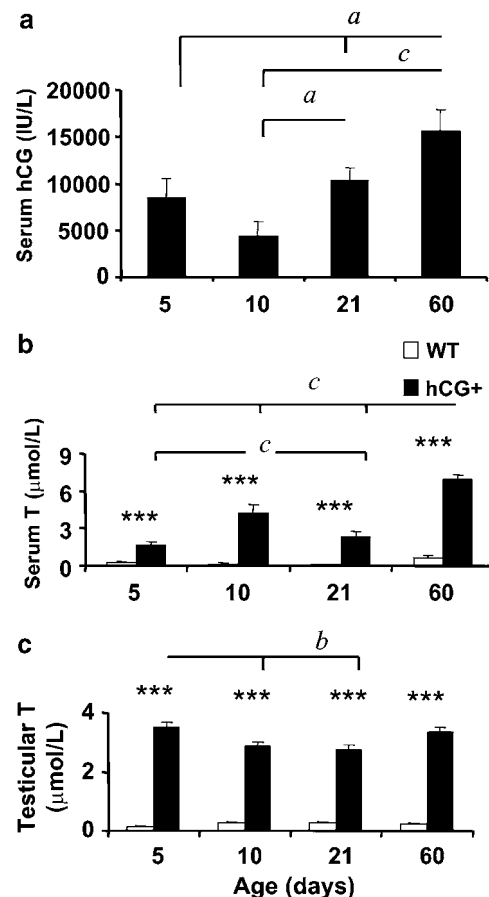 a
a
c
a
Serum hCG (IU/L)
20000
15000
10000
5000
0
5 10 21 60
b
WT
hCG+
c
c
Serum T (μmol/L)
9
6
3
0
*** *** *** ***
5 10 21 60
c
b
Testicular T
(μmol/L)
4
2
0
*** *** *** ***
5 10 21 60
Age (days)